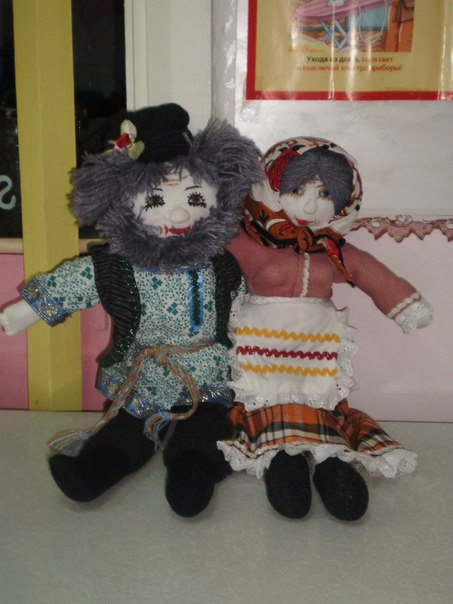 Уходя из дома, гаси свет
и выключай электроприборы!